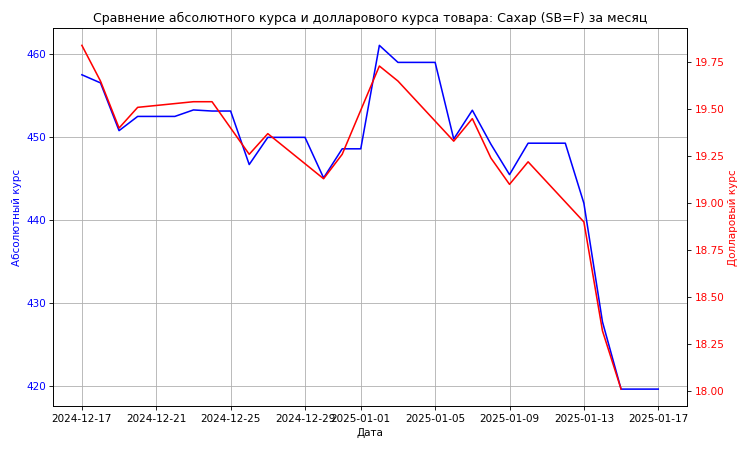 Сравнение абсолютного курса и долларового курса товара: Сахар (SB=F) за месяц
460
450
440
430
420
Абсолютный курс
19.75
19.50
19.25
19.00
18.75
18.50
18.25
18.00
Долларовый курс
2024-12-17 2024-12-21 2024-12-25 2024-12-29 2025-01-01 2025-01-05 2025-01-09 2025-01-13 2025-01-17
Дата